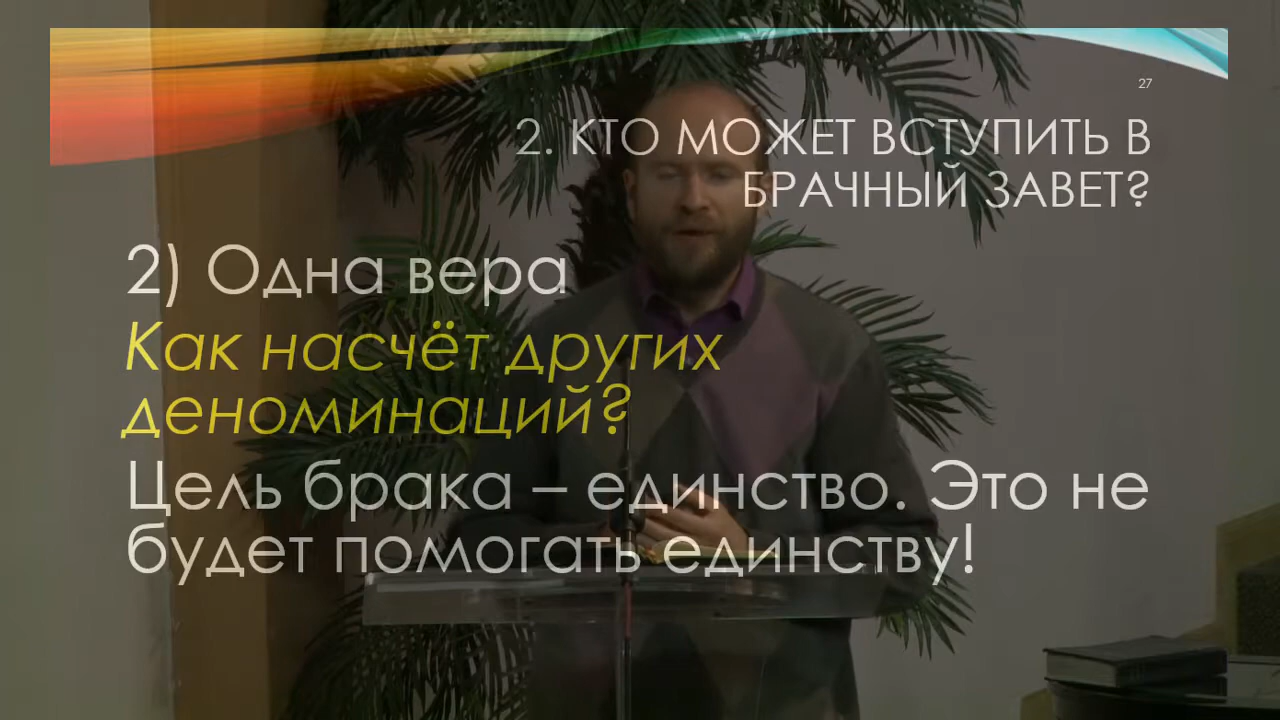 27
2. КТО МОЖЕТ ВСТУПИТЬ В
БРАЧНЫЙ ЗАВЕТ?
2) Одна вера
Как насчёт других
деноминаций?
Цель брака – единство. Это не
будет помогать единству!